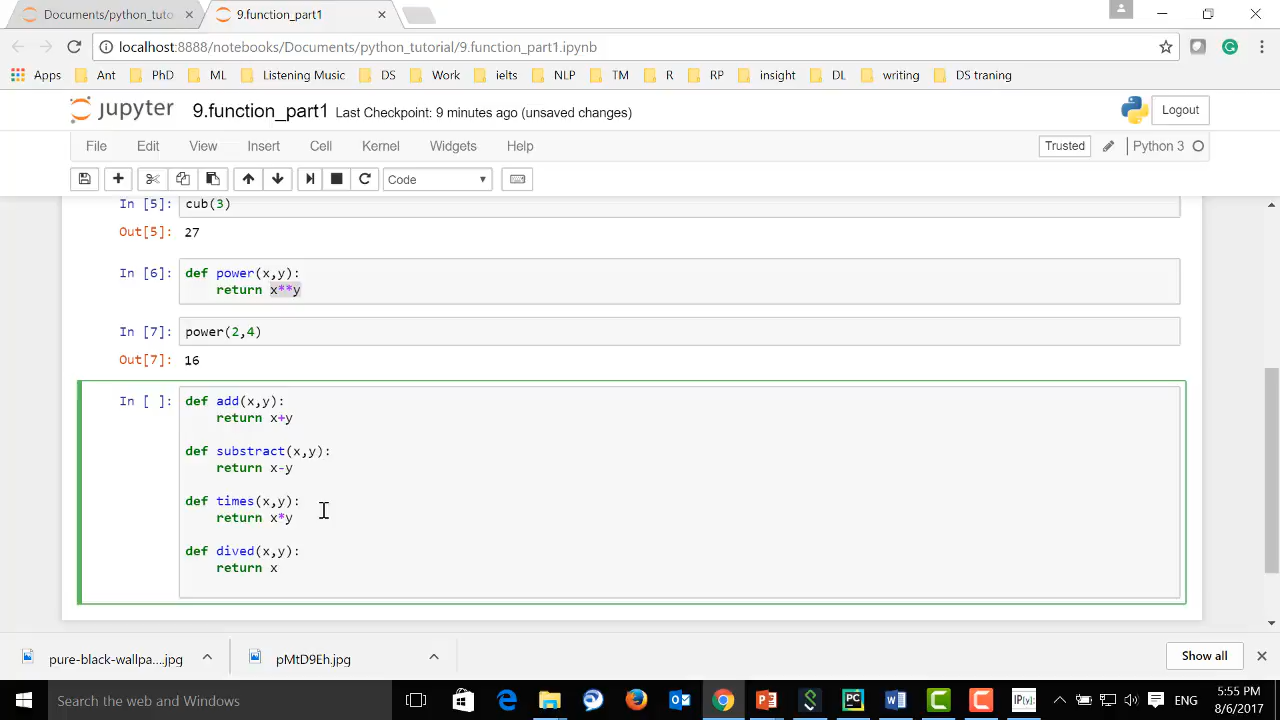 Documents/python_tuto
9.function_part1
localhost:8888/notebooks/Documents/python_tutorial/9.function_part1.ipynb
Apps Ant PhD ML Listening Music DS Work ielts NLP TM R RC insight DL writing DS traning
jupyter 9.function_part1 Last Checkpoint: 9 minutes ago (unsaved changes) Logout
File Edit View Insert Cell Kernel Widgets Help Trusted Python 3
Code
In [5]: cub(3)
Out[5]: 27
In [6]: def power(x,y):
return x**y
In [7]: power(2,4)
Out[7]: 16
In [ ]: def add(x,y):
return x+y
def substract(x,y):
return x-y
def times(x,y):
return x*y
def dived(x,y):
return x
pure-black-wallpa....jpg pMtD9Eh.jpg Show all
Search the web and Windows
ENG
5:55 PM
8/6/2017